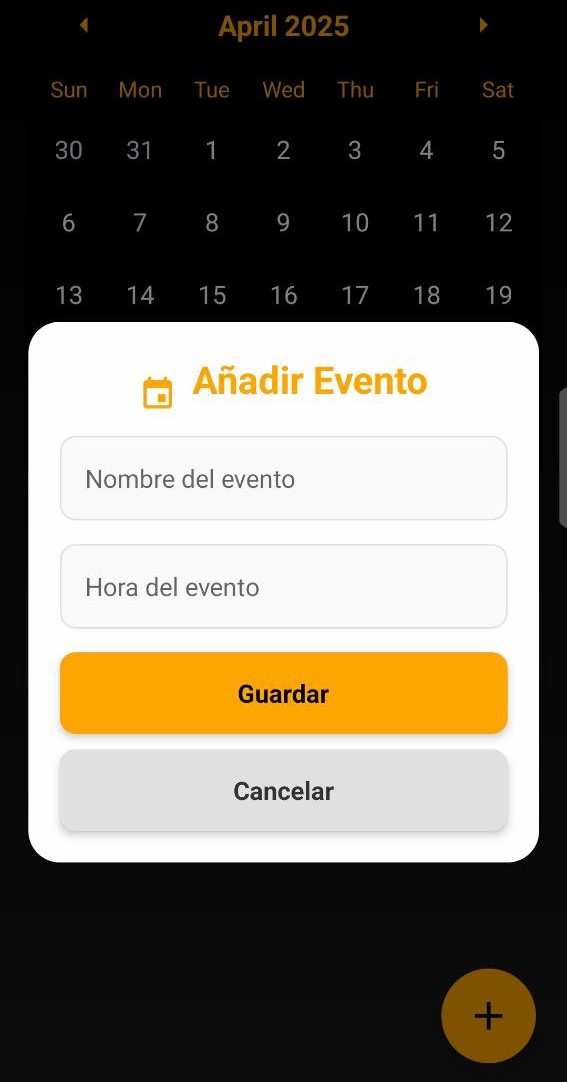 April 2025
Sun Mon Tue Wed Thu Fri Sat
30 31 1 2 3 4 5
6 7 8 9 10 11 12
13 14 15 16 17 18 19
Añadir Evento
Nombre del evento
Hora del evento
Guardar
Cancelar
+